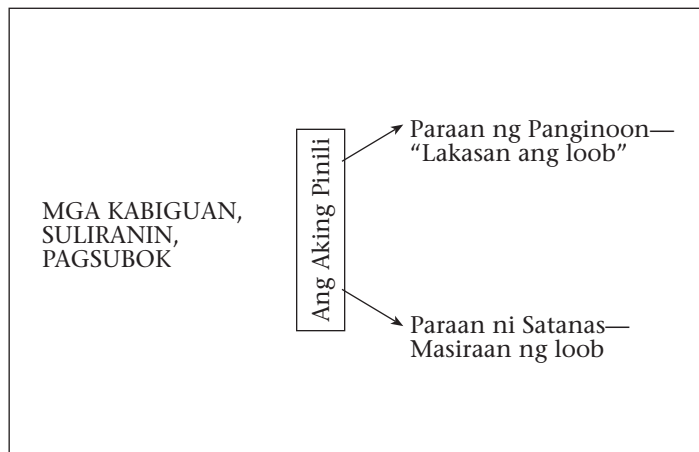 MGA KABIGUAN,
SULIRANIN,
PAGSUBOK
Ang Aking Pinili
Paraan ng Panginoon—
“Lakasan ang loob”
Paraan ni Satanas—
Masiraan ng loob